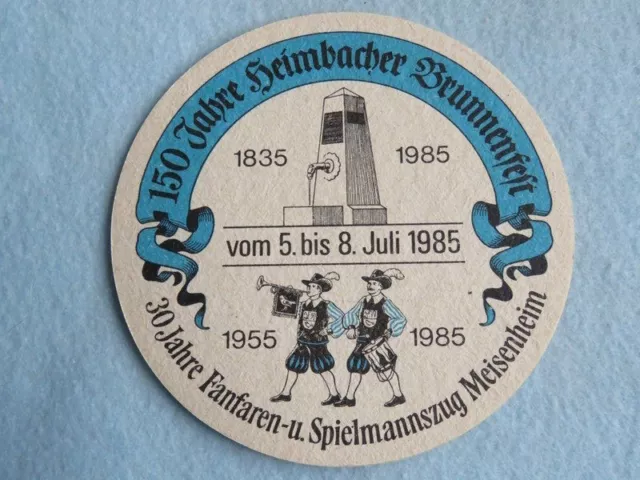 150 Jahre Heimbacher Brunnenfest
1835 1985
vom 5. bis 8. Juli 1985
1955 1985
30 Jahre Fanfaren-u. Spielmannszug Meisenheim